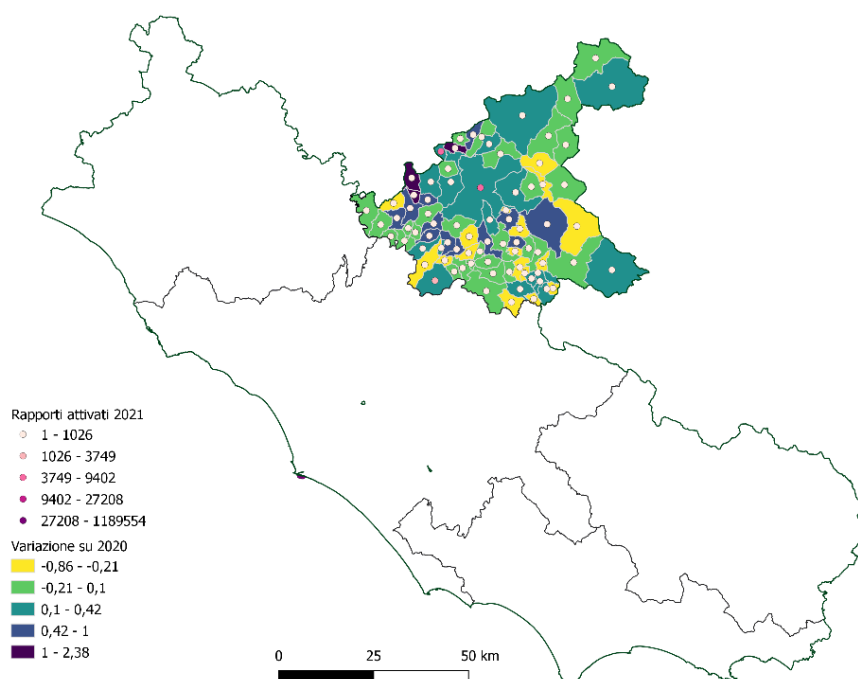 Rapporti attivati 2021
1 - 1026
1026 - 3749
3749 - 9402
9402 - 27208
27208 - 1189554
Variazione su 2020
-0,86 - -0,21
-0,21 - 0,1
0,1 - 0,42
0,42 - 1
1 - 2,38
0 25 50 km